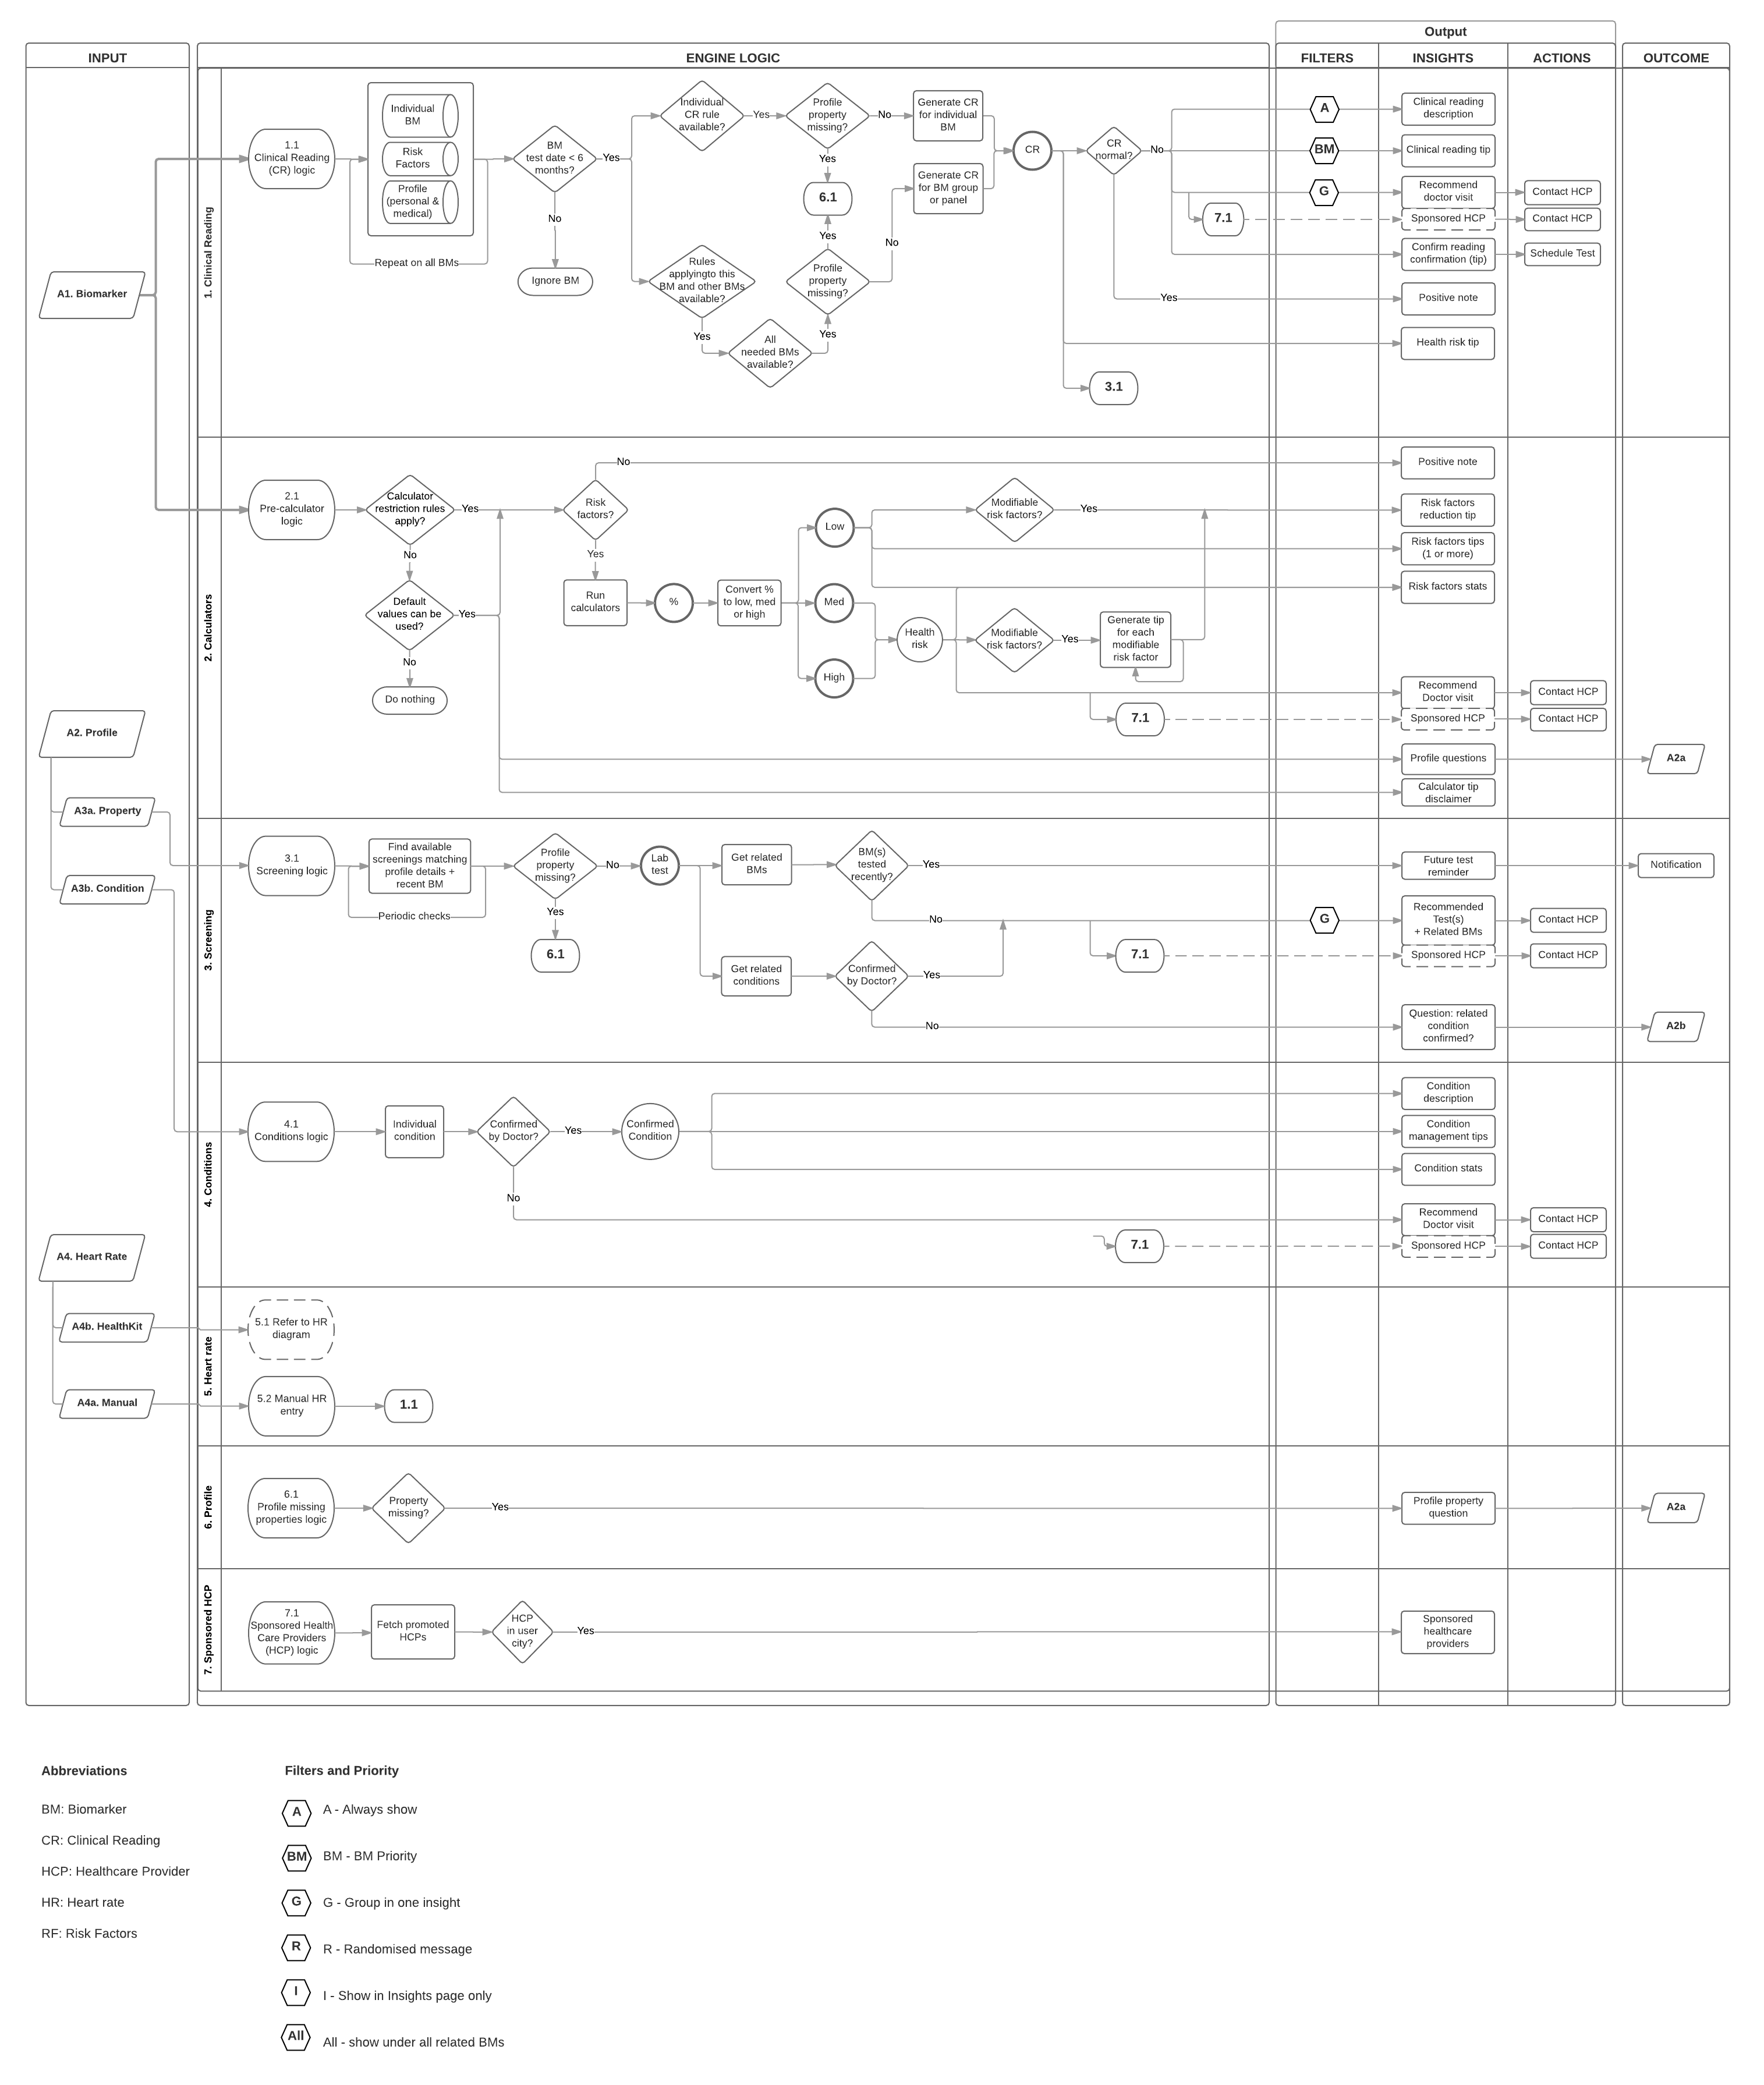 Output
INPUT
ENGINE LOGIC
FILTERS
INSIGHTS
ACTIONS
OUTCOME
A1. Biomarker
A2. Profile
A3a. Property
A3b. Condition
A4. Heart Rate
A4b. HealthKit
A4a. Manual
1. Clinical Reading
1.1
Clinical Reading
(CR) logic
Individual
BM
Risk
Factors
Profile
(personal &
medical)
Repeat on all BMs
BM
test date < 6
months?
Yes
No
Ignore BM
Individual
CR rule
available?
Yes
Profile
property
missing?
No
Yes
6.1
Yes
Generate CR
for individual
BM
Generate CR
for BM group
or panel
Rules
applyingto this
BM and other BMs
available?
Yes
All
needed BMs
available?
Yes
Profile
property
missing?
No
CR
CR
normal?
No
Yes
3.1
7.1
A
BM
G
Clinical reading
description
Clinical reading tip
Recommend
doctor visit
Contact HCP
Sponsored HCP
Contact HCP
Confirm reading
confirmation (tip)
Schedule Test
Positive note
Health risk tip
2. Calculators
2.1
Pre-calculator
logic
Calculator
restriction rules
apply?
Yes
No
Default
values can be
used?
Yes
No
Do nothing
Risk
factors?
No
Yes
Run
calculators
%
Convert %
to low, med
or high
Low
Med
High
Health
risk
Modifiable
risk factors?
Yes
Modifiable
risk factors?
Yes
Generate tip
for each
modifiable
risk factor
7.1
Positive note
Risk factors
reduction tip
Risk factors tips
(1 or more)
Risk factors stats
Recommend
Doctor visit
Contact HCP
Sponsored HCP
Contact HCP
Profile questions
A2a
Calculator tip
disclaimer
3. Screening
3.1
Screening logic
Find available
screenings matching
profile details +
recent BM
Periodic checks
Profile
property
missing?
No
Yes
6.1
Lab
test
Get related
BMs
BM(s)
tested
recently?
Yes
No
Get related
conditions
Confirmed
by Doctor?
Yes
No
7.1
G
Future test
reminder
Notification
Recommended
Test(s)
+ Related BMs
Contact HCP
Sponsored HCP
Contact HCP
Question: related
condition
confirmed?
A2b
4. Conditions
4.1
Conditions logic
Individual
condition
Confirmed
by Doctor?
Yes
No
Confirmed
Condition
7.1
Condition
description
Condition
management tips
Condition stats
Recommend
Doctor visit
Contact HCP
Sponsored HCP
Contact HCP
5. Heart rate
5.1 Refer to HR
diagram
5.2 Manual HR
entry
1.1
6. Profile
6.1
Profile missing
properties logic
Property
missing?
Yes
Profile property
question
A2a
7. Sponsored HCP
7.1
Sponsored Health
Care Providers
(HCP) logic
Fetch promoted
HCPs
HCP
in user
city?
Yes
Sponsored
healthcare
providers
Abbreviations
BM: Biomarker
CR: Clinical Reading
HCP: Healthcare Provider
HR: Heart rate
RF: Risk Factors
Filters and Priority
A A - Always show
BM BM - BM Priority
G G - Group in one insight
R R - Randomised message
I I - Show in Insights page only
All All - show under all related BMs